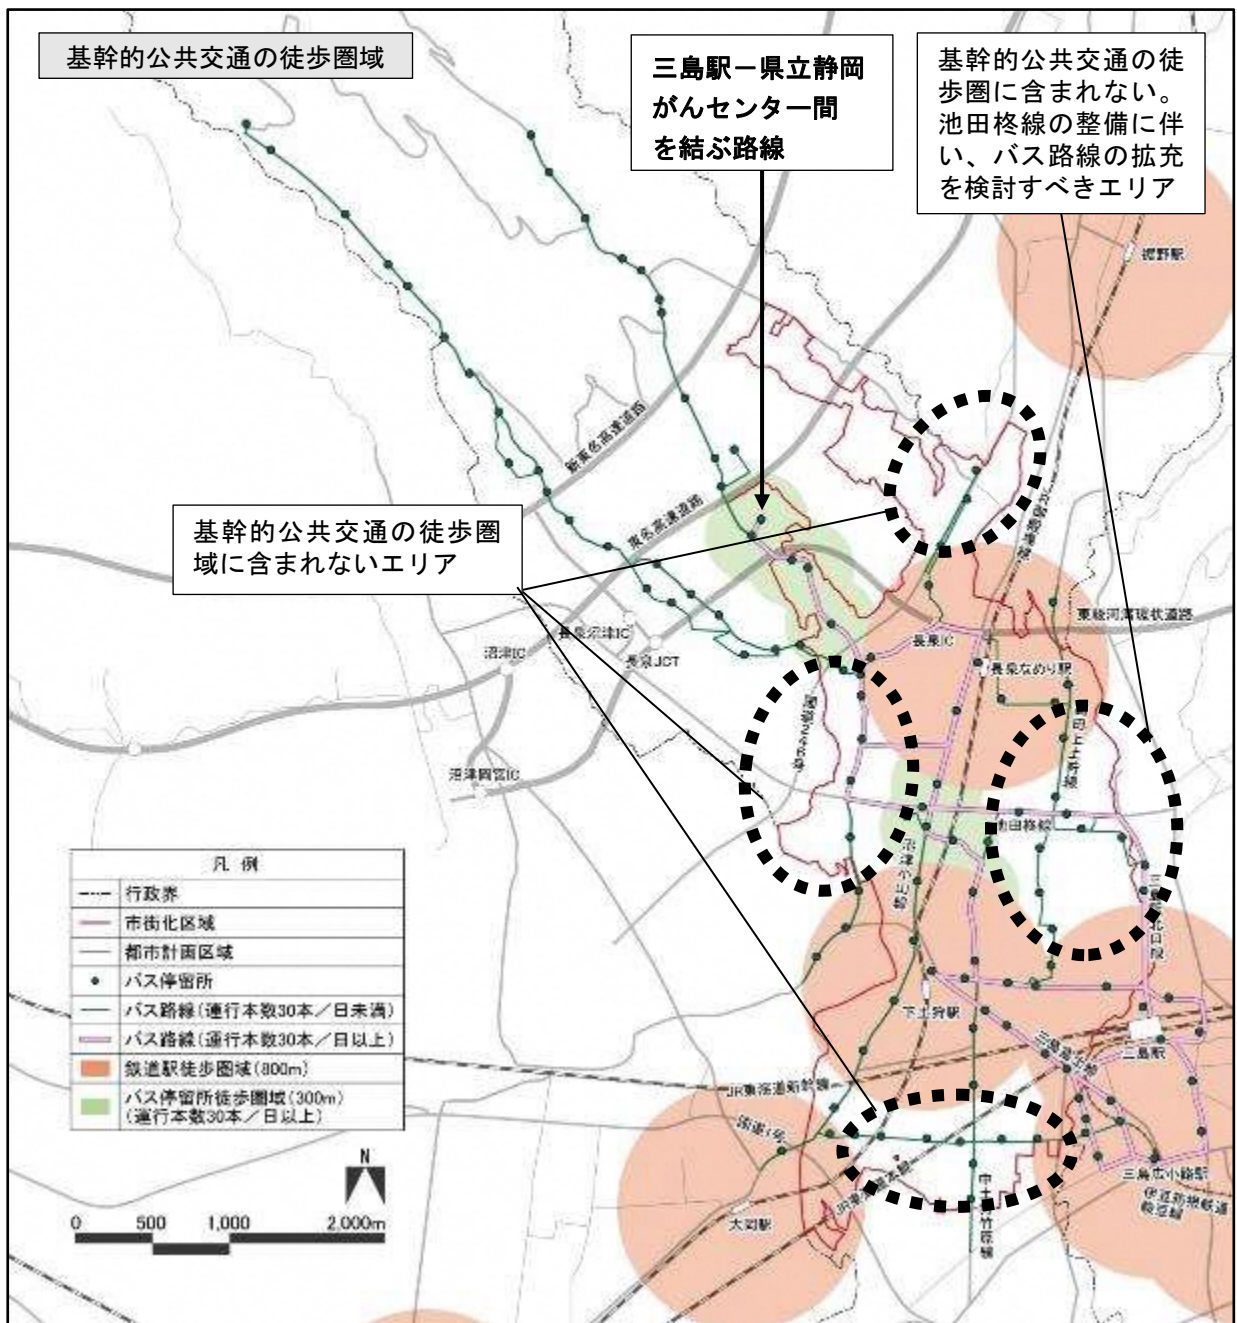 基幹的公共交通の徒歩圏域
三島駅－県立静岡
がんセンター間
を結ぶ路線
基幹的公共交通の徒
歩圏に含まれない。
池田柊線の整備に伴
い、バス路線の拡充
を検討すべきエリア
裾野駅
新東名高速道路
東名高速道路
基幹的公共交通の徒歩圏
域に含まれないエリア
東駿河湾環状道路
長泉沼津IC
沼津IC
長泉JCT
長泉IC
長泉なめり駅
国道246号
沼津岡宮IC
池田柊線
沼津小山線
凡 例
行政界
市街化区域
都市計画区域
バス停留所
バス路線(運行本数30本／日未満)
バス路線(運行本数30本／日以上)
鉄道駅徒歩圏域(800m)
バス停留所徒歩圏域(300m)
(運行本数30本／日以上)
下土狩駅
三島駅
三島富士線
JR東海道新幹線
国道1号
大岡駅
三島広小路駅
N
0 500 1,000 2,000m